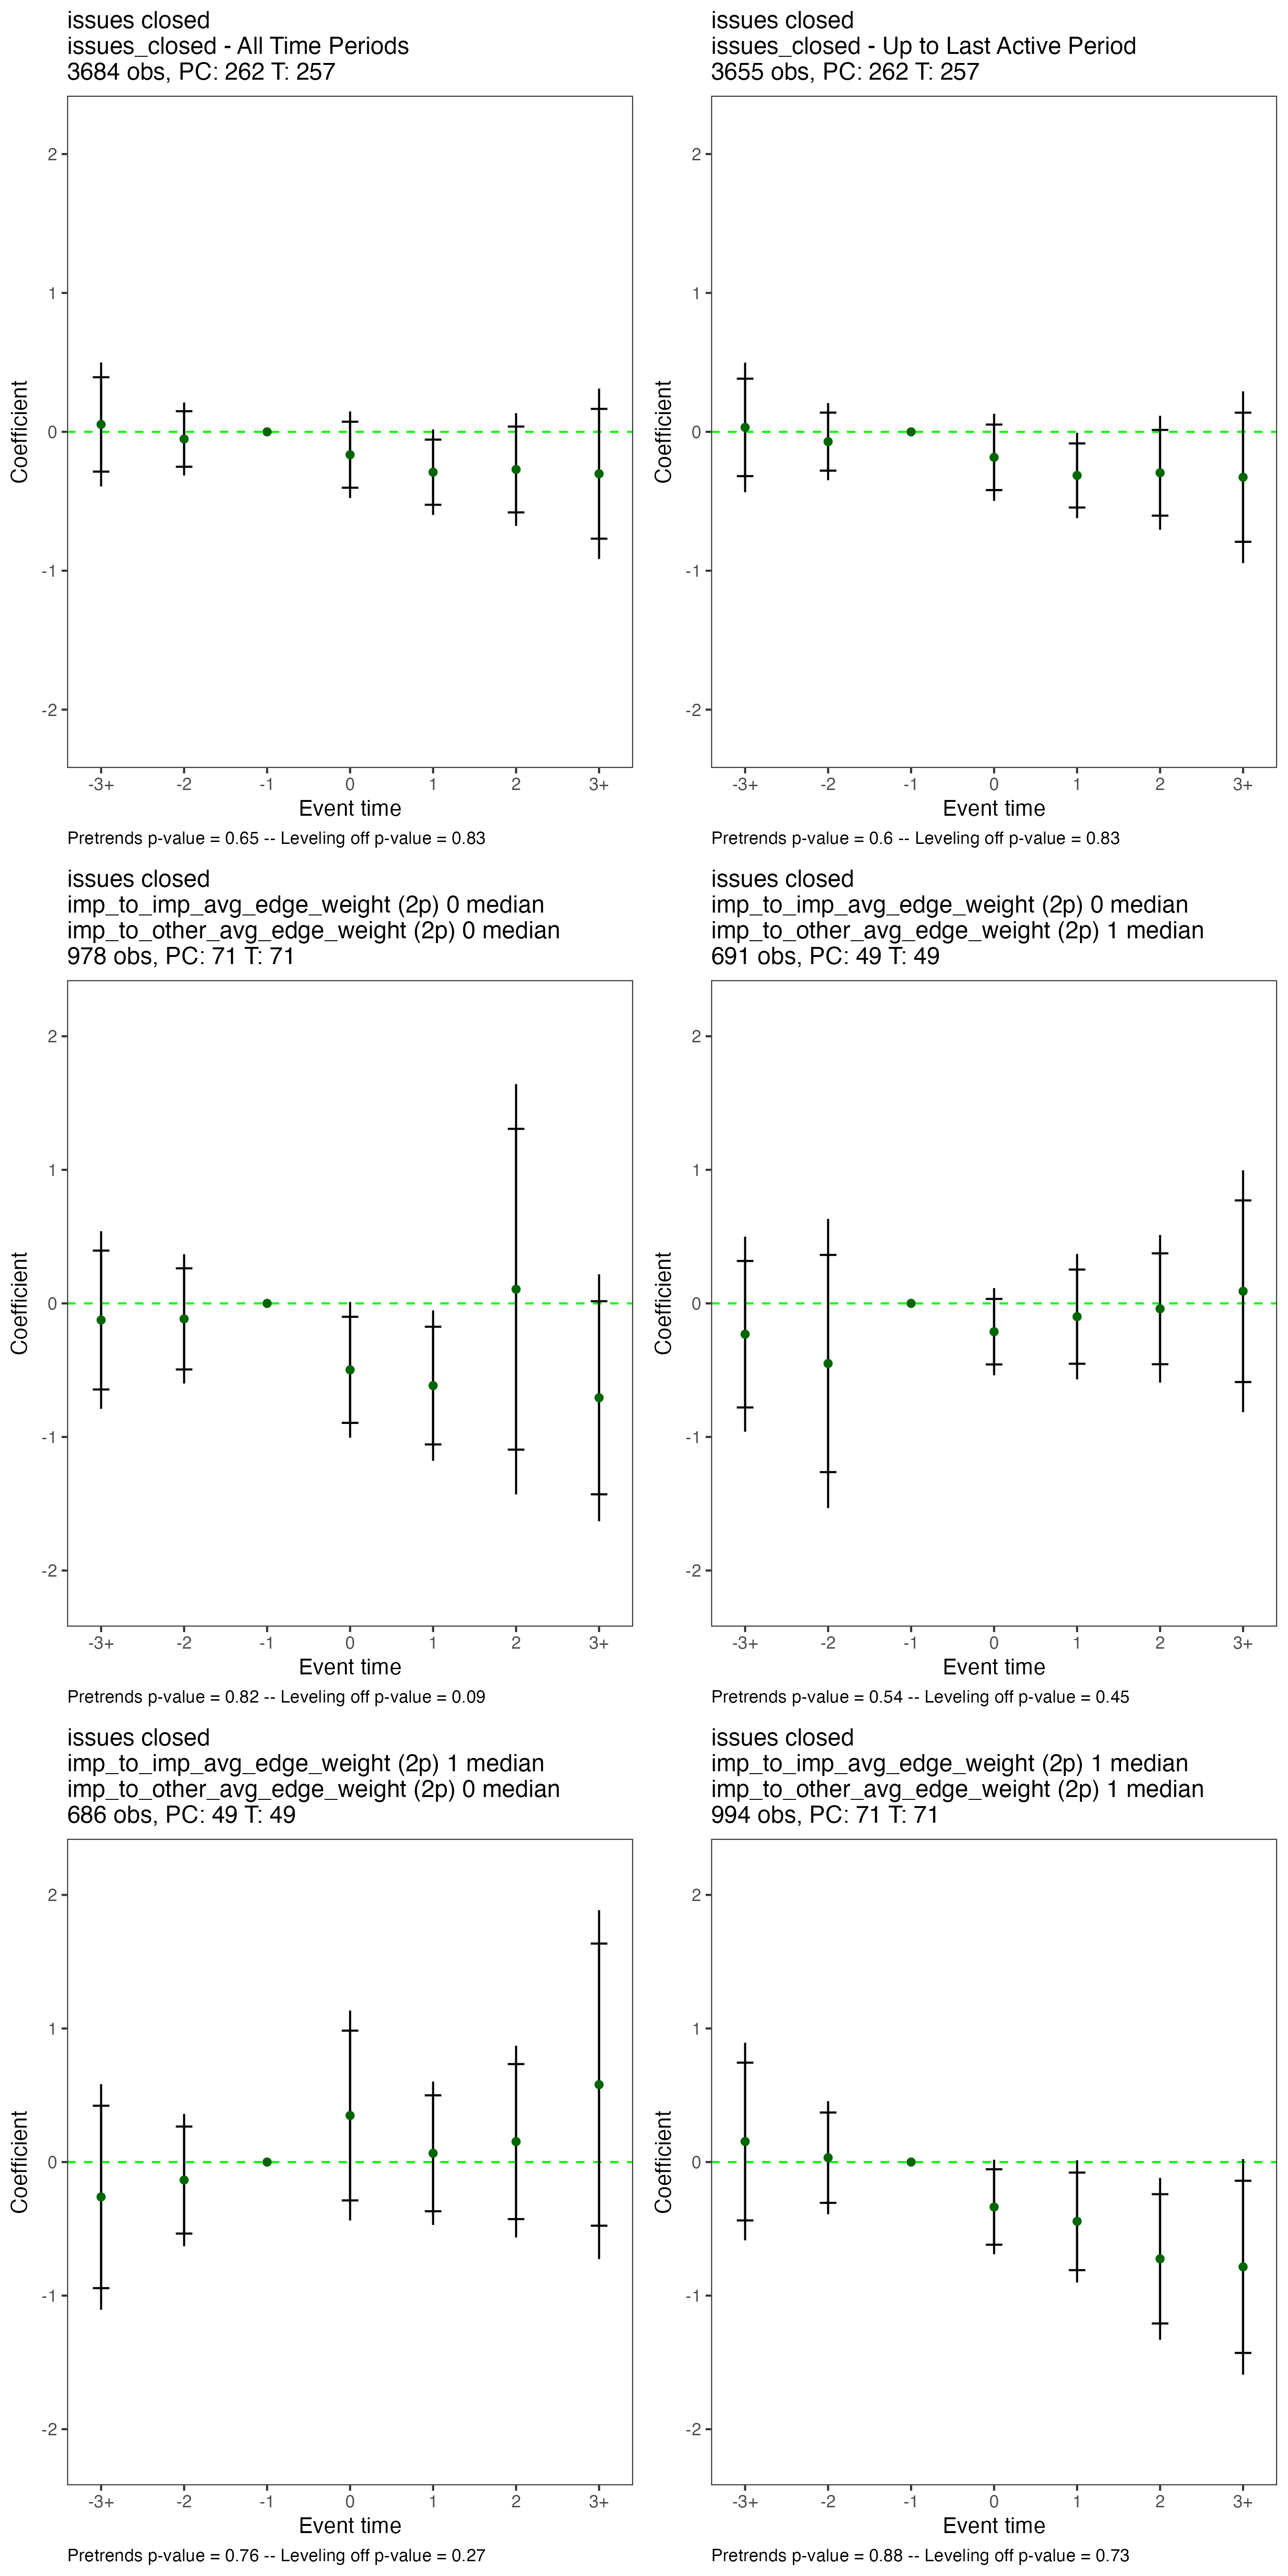 issues closed
issues_closed - All Time Periods
3684 obs, PC: 262 T: 257
2
1
0
-1
-2
Coefficient
-3+ -2 -1 0 1 2 3+
Event time
Pretrends p-value = 0.65 -- Leveling off p-value = 0.83
issues closed
issues_closed - Up to Last Active Period
3655 obs, PC: 262 T: 257
2
1
0
-1
-2
Coefficient
-3+ -2 -1 0 1 2 3+
Event time
Pretrends p-value = 0.6 -- Leveling off p-value = 0.83
issues closed
imp_to_imp_avg_edge_weight (2p) 0 median
imp_to_other_avg_edge_weight (2p) 0 median
978 obs, PC: 71 T: 71
2
1
0
-1
-2
Coefficient
-3+ -2 -1 0 1 2 3+
Event time
Pretrends p-value = 0.82 -- Leveling off p-value = 0.09
issues closed
imp_to_imp_avg_edge_weight (2p) 0 median
imp_to_other_avg_edge_weight (2p) 1 median
691 obs, PC: 49 T: 49
2
1
0
-1
-2
Coefficient
-3+ -2 -1 0 1 2 3+
Event time
Pretrends p-value = 0.54 -- Leveling off p-value = 0.45
issues closed
imp_to_imp_avg_edge_weight (2p) 1 median
imp_to_other_avg_edge_weight (2p) 0 median
686 obs, PC: 49 T: 49
2
1
0
-1
-2
Coefficient
-3+ -2 -1 0 1 2 3+
Event time
Pretrends p-value = 0.76 -- Leveling off p-value = 0.27
issues closed
imp_to_imp_avg_edge_weight (2p) 1 median
imp_to_other_avg_edge_weight (2p) 1 median
994 obs, PC: 71 T: 71
2
1
0
-1
-2
Coefficient
-3+ -2 -1 0 1 2 3+
Event time
Pretrends p-value = 0.88 -- Leveling off p-value = 0.73